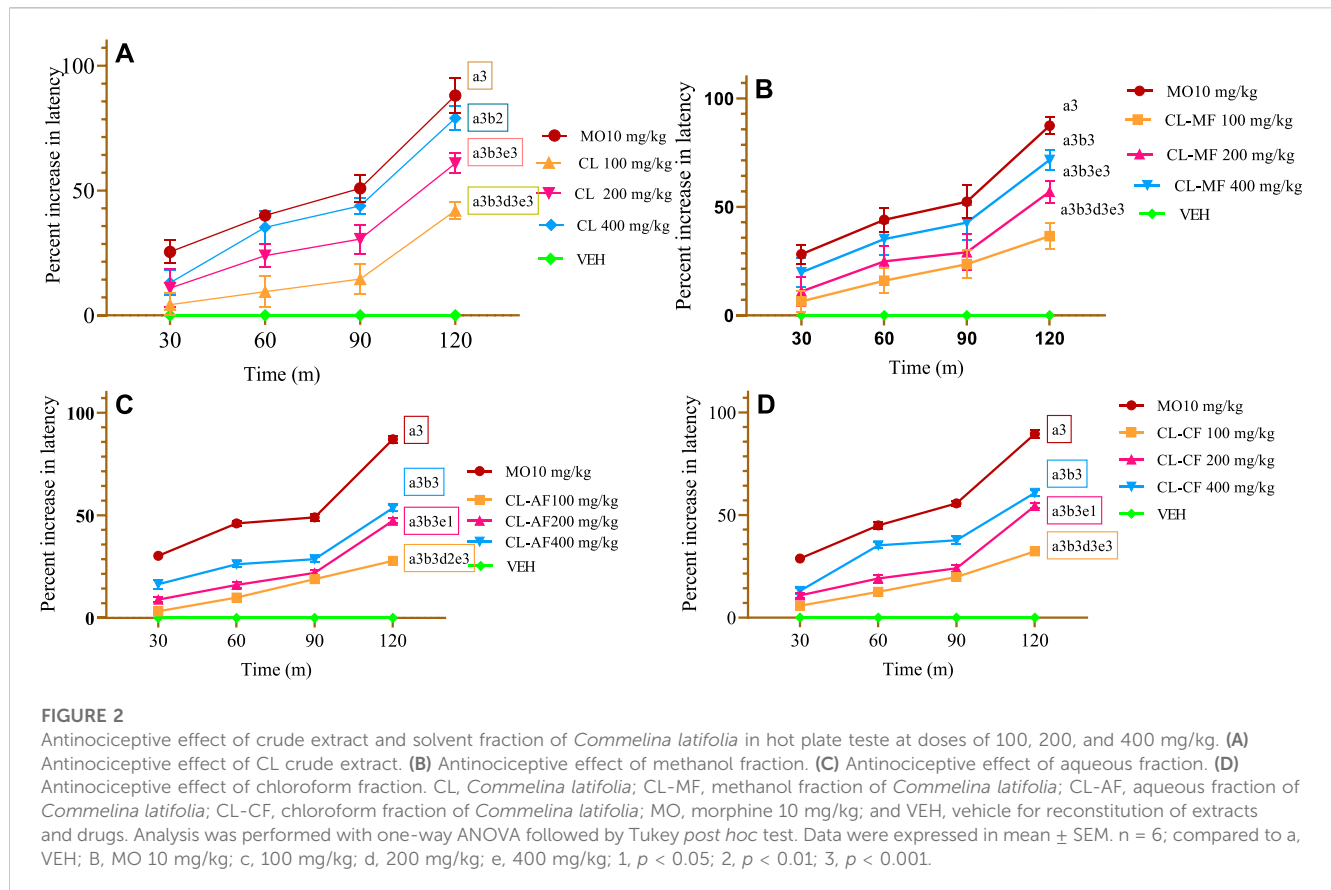 A
Percent increase in latency
100
50
0
30 60 90 120
Time (m)
a3
a3b2
a3b3e3
a3b3d3e3
MO10 mg/kg
CL 100 mg/kg
CL 200 mg/kg
CL 400 mg/kg
VEH
B
Percent increase in latency
100
50
0
30 60 90 120
Time (m)
a3
a3b3
a3b3e3
a3b3d3e3
MO10 mg/kg
CL-MF 100 mg/kg
CL-MF 200 mg/kg
CL-MF 400 mg/kg
VEH
C
Percent increase in latency
100
50
0
30 60 90 120
Time (m)
a3
a3b3
a3b3e1
a3b3d2e3
MO10 mg/kg
CL-AF100 mg/kg
CL-AF200 mg/kg
CL-AF400 mg/kg
VEH
D
Percent increase in latency
100
50
0
30 60 90 120
Time (m)
a3
a3b3
a3b3e1
a3b3d3e3
MO10 mg/kg
CL-CF 100 mg/kg
CL-CF 200 mg/kg
CL-CF 400 mg/kg
VEH
FIGURE 2
Antinociceptive effect of crude extract and solvent fraction of Commelina latifolia in hot plate teste at doses of 100, 200, and 400 mg/kg. (A)
Antinociceptive effect of CL crude extract. (B) Antinociceptive effect of methanol fraction. (C) Antinociceptive effect of aqueous fraction. (D)
Antinociceptive effect of chloroform fraction. CL, Commelina latifolia; CL-MF, methanol fraction of Commelina latifolia; CL-AF, aqueous fraction of
Commelina latifolia; CL-CF, chloroform fraction of Commelina latifolia; MO, morphine 10 mg/kg; and VEH, vehicle for reconstitution of extracts
and drugs. Analysis was performed with one-way ANOVA followed by Tukey post hoc test. Data were expressed in mean ± SEM. n = 6; compared to a,
VEH; B, MO 10 mg/kg; c, 100 mg/kg; d, 200 mg/kg; e, 400 mg/kg; 1, p < 0.05; 2, p < 0.01; 3, p < 0.001.